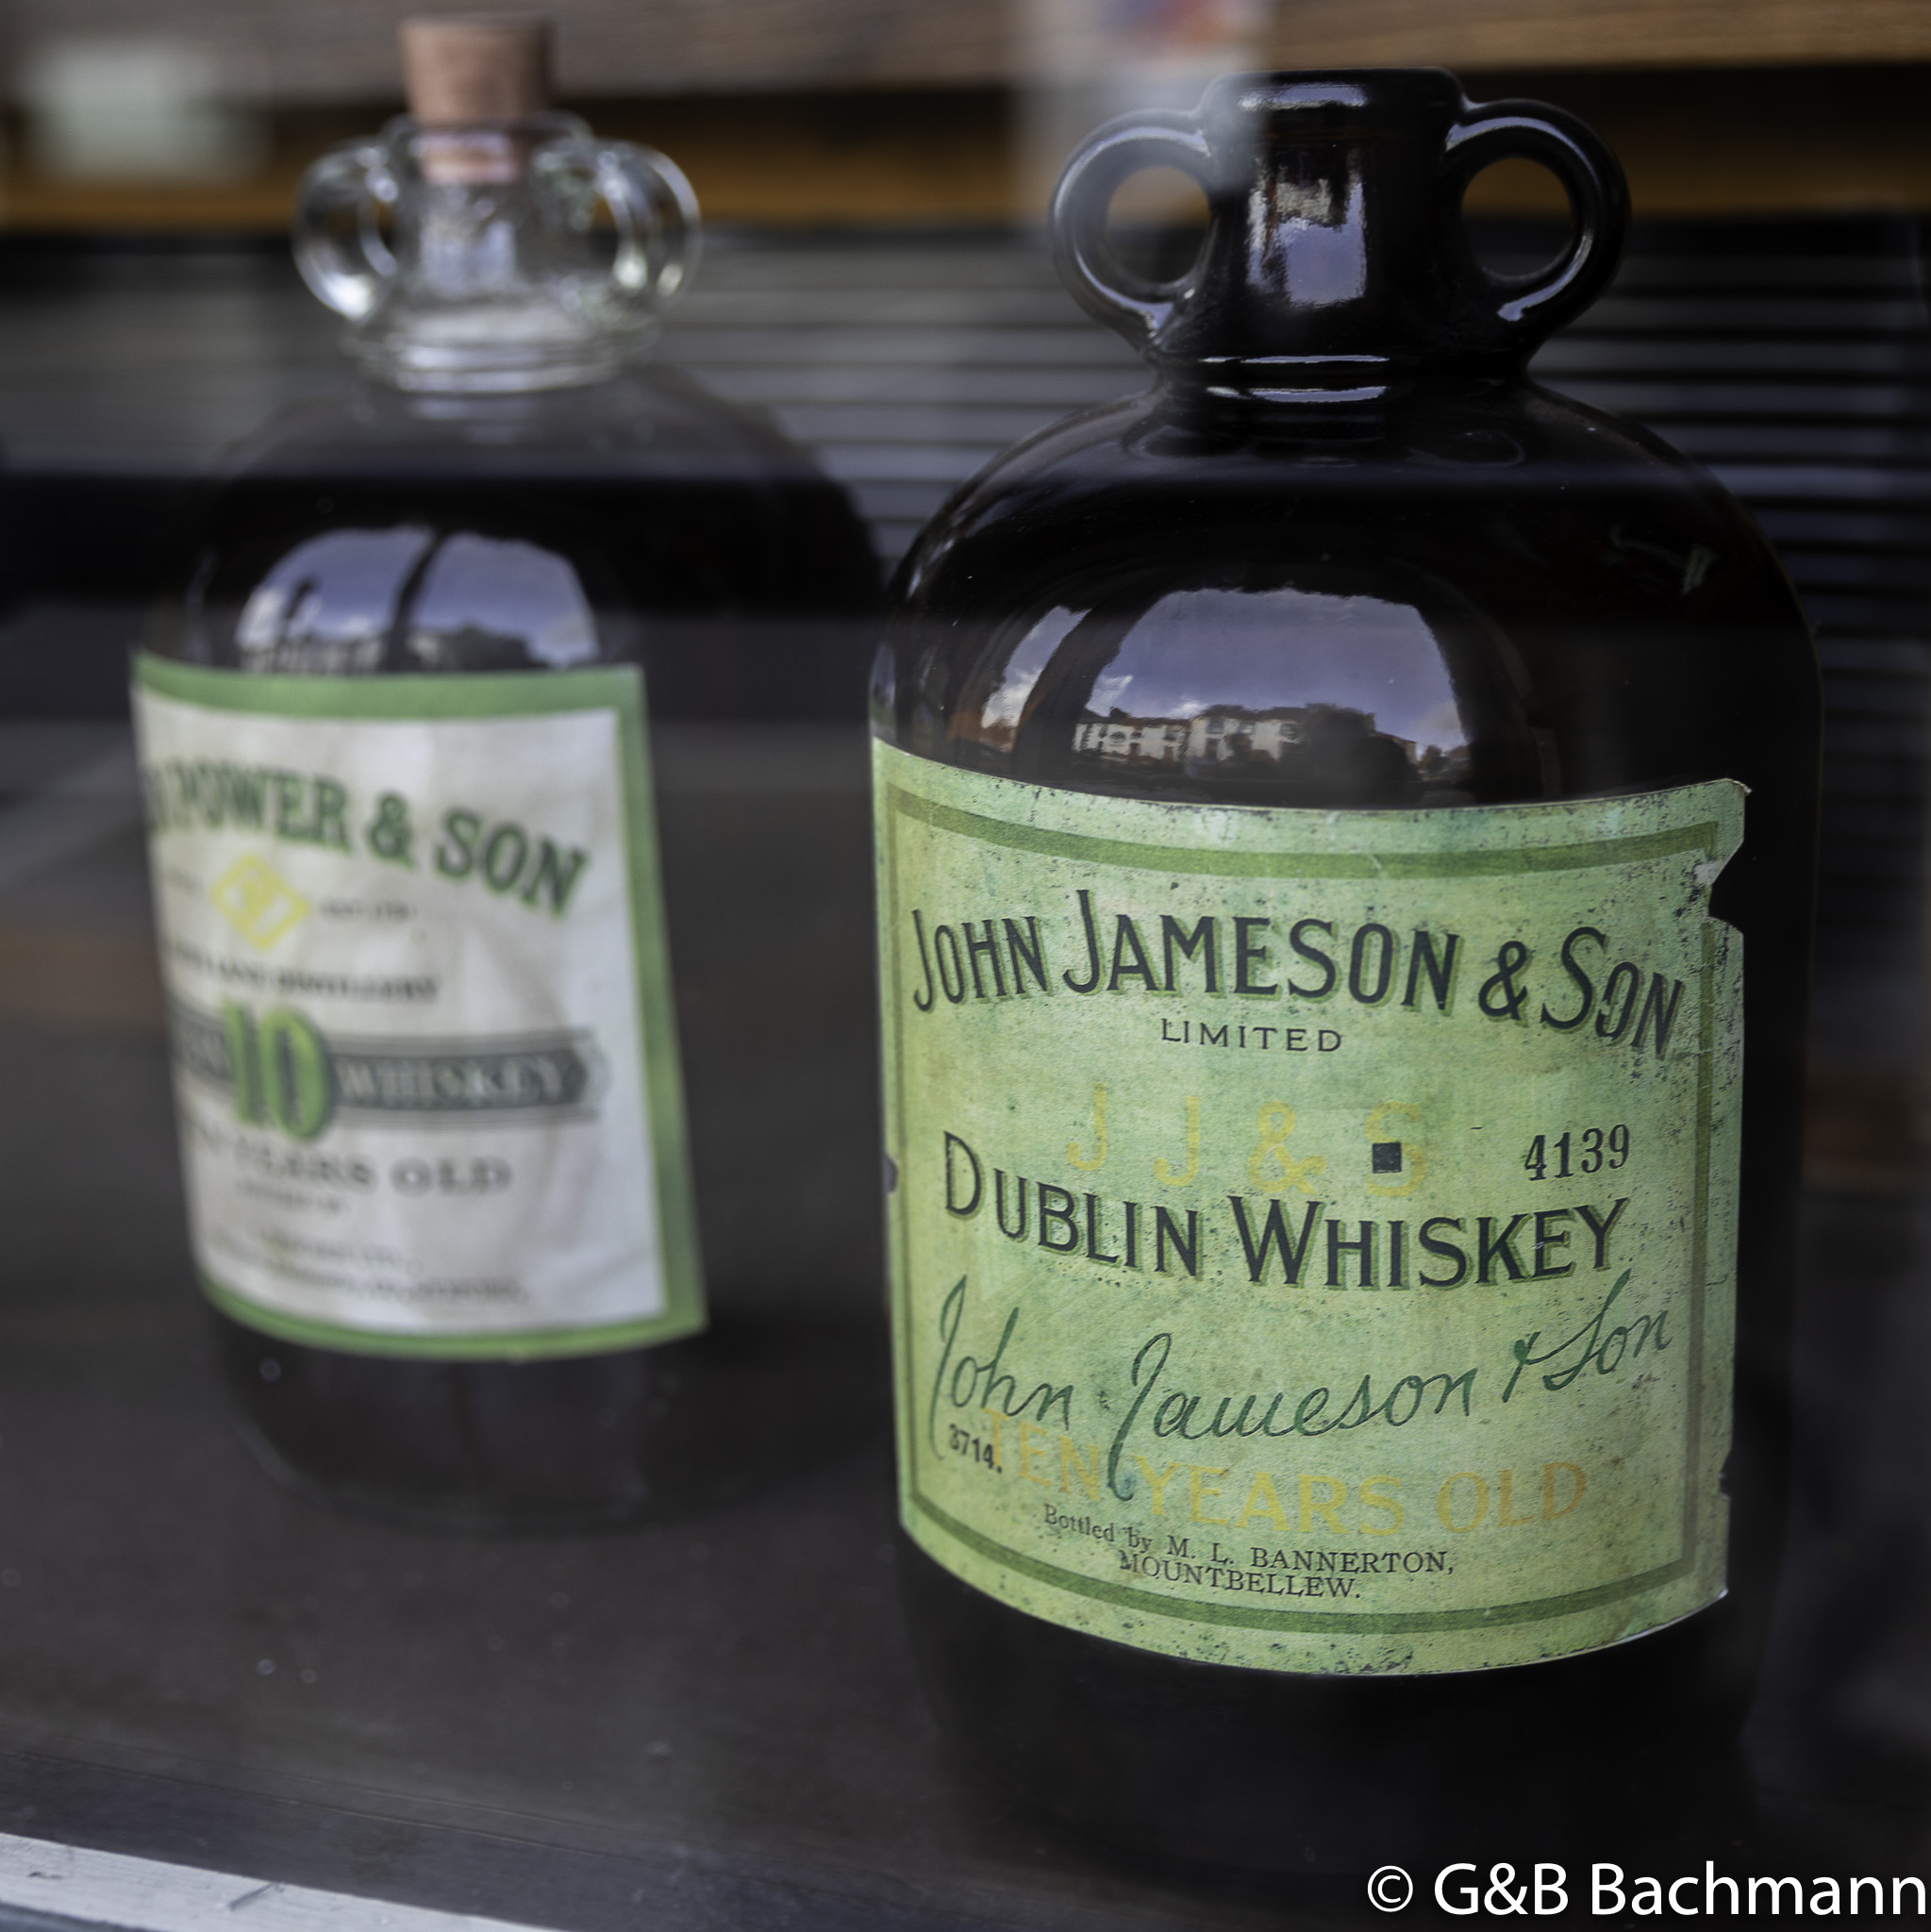 POWER & SON
DISTILLERY
10
WHISKEY
YEARS OLD
JOHN JAMESON & SON
LIMITED
J J & S
4139
DUBLIN WHISKEY
John Jameson & Son
3714.
TEN YEARS OLD
Bottled by M. L. BANNERTON,
MOUNTBELLEW.
© G&B Bachmann